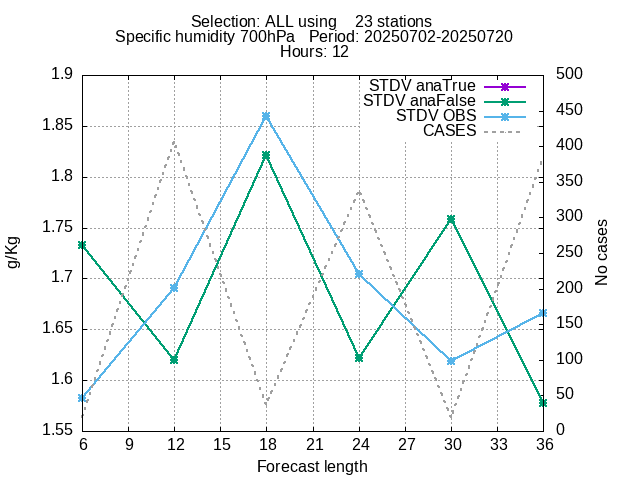 Selection: ALL using    23 stations
Specific humidity 700hPa   Period: 20250702-20250720
Hours: 12
STDV anaTrue
STDV anaFalse
STDV OBS
CASES
1.9
1.85
1.8
1.75
1.7
1.65
1.6
1.55
g/Kg
500
450
400
350
300
250
200
150
100
50
0
No cases
6 9 12 15 18 21 24 27 30 33 36
Forecast length